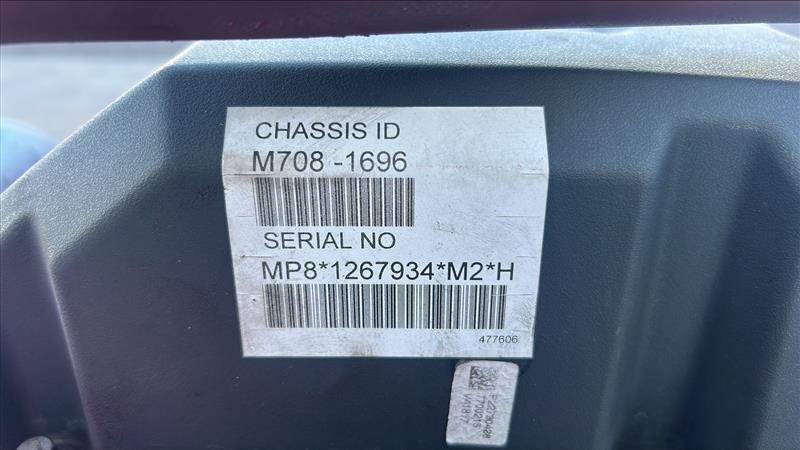 CHASSIS ID
M708 -1696
SERIAL NO
MP8*1267934*M2*H
477606